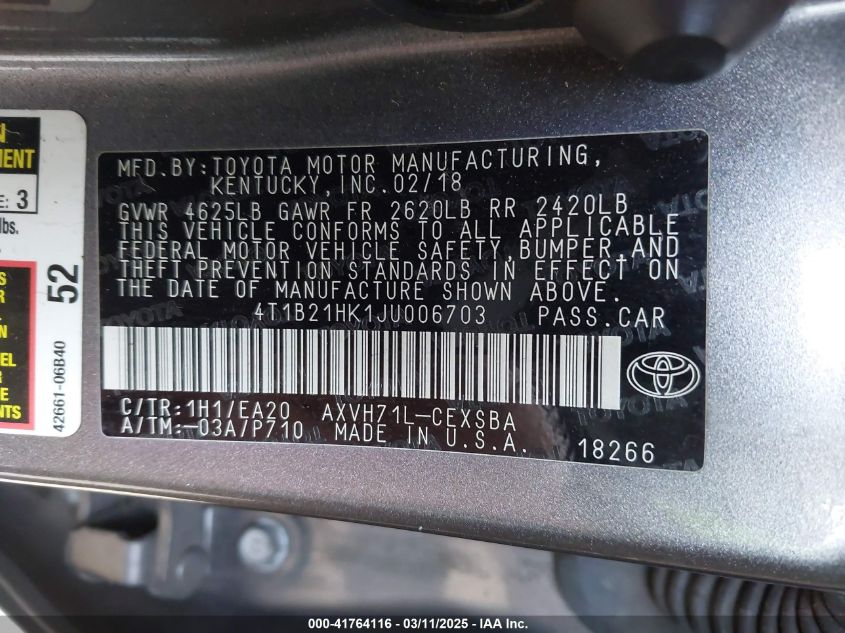 MFD.BY:TOYOTA MOTOR MANUFACTURING,
KENTUCKY,INC.02/18
GVWR 4625LB GAWR FR 2620LB RR 2420LB
THIS VEHICLE CONFORMS TO ALL APPLICABLE
FEDERAL MOTOR VEHICLE SAFETY,BUMPER,AND
THEFT PREVENTION STANDARDS IN EFFECT ON
THE DATE OF MANUFACTURE SHOWN ABOVE.
4T1B21HK1JU006703 PASS.CAR
C/TR:1H1/EA20 AXVH71L-CEXSBA
A/TM:-03A/P710 MADE IN U.S.A.
18266
E: 3
lbs.
52
42661-06B40
000-41764116 - 03/11/2025 - IAA Inc.